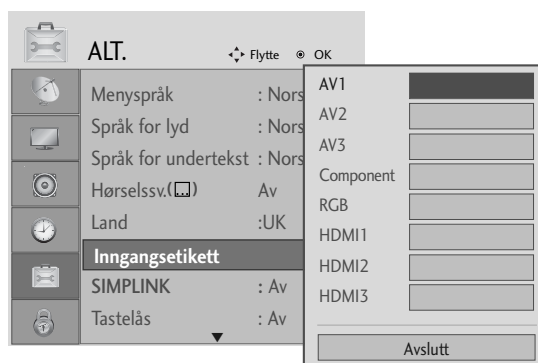 ALT.
Flytte
OK
Menyspråk : Nors
Språk for lyd : Nors
Språk for undertekst : Nors
Hørselssv.( ) Av
Land :UK
Inngangsetikett
SIMPLINK : Av
Tastelås : Av
AV1
AV2
AV3
Component
RGB
HDMI1
HDMI2
HDMI3
Avslutt